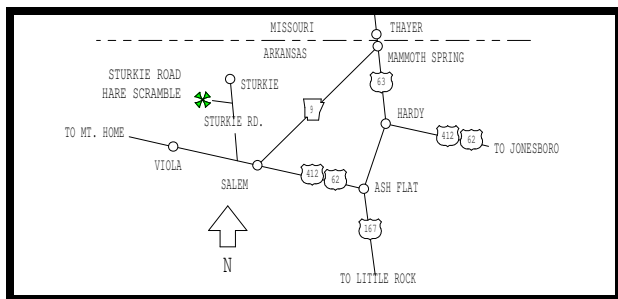 MISSOURI
THAYER
ARKANSAS
MAMMOTH SPRING
STURKIE ROAD
HARE SCRAMBLE
STURKIE
63
9
STURKIE RD.
HARDY
TO MT. HOME
412
62
TO JONESBORO
VIOLA
SALEM
412
62
ASH FLAT
167
N
TO LITTLE ROCK